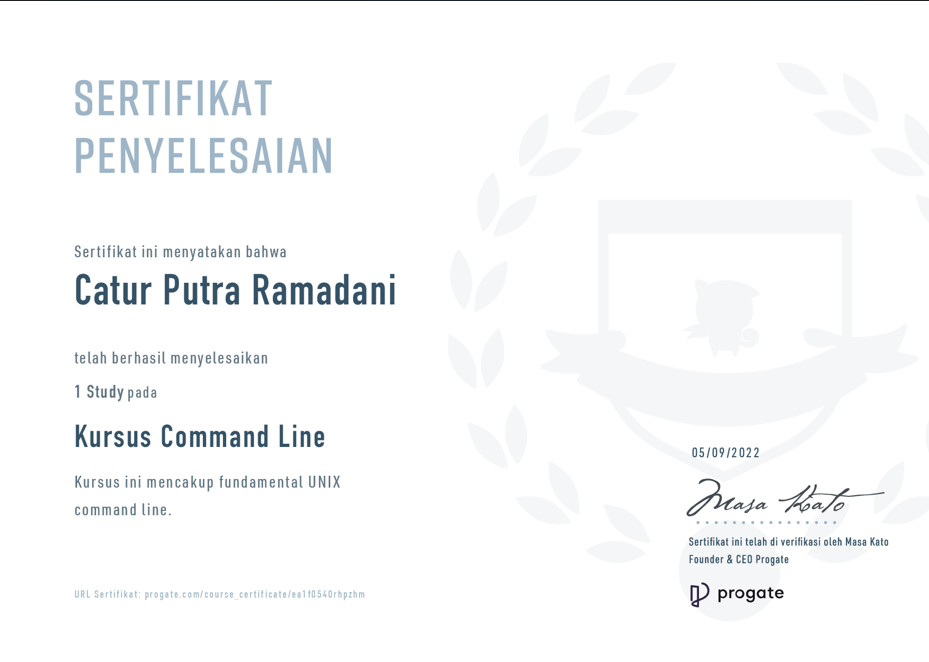 SERTIFIKAT
PENYELESAIAN
Sertifikat ini menyatakan bahwa
Catur Putra Ramadani
telah berhasil menyelesaikan
1 Study pada
Kursus Command Line
Kursus ini mencakup fundamental UNIX
command line.
05/09/2022
Masa Kato
Sertifikat ini telah di verifikasi oleh Masa Kato
Founder & CEO Progate
URL Sertifikat: progate.com/course_certificate/ea1f0540rhpzhm
progate